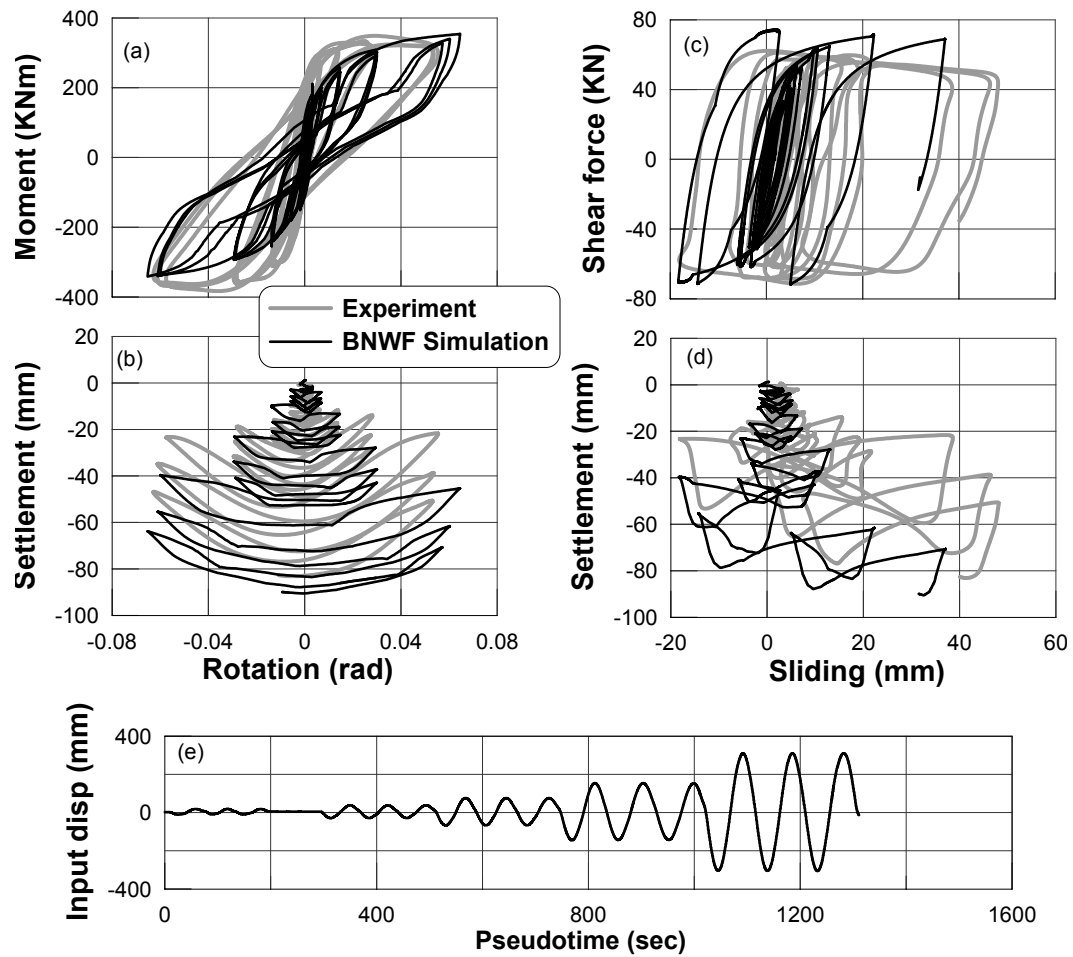 400
200
0
-200
-400
Moment (KNm)
(a)
80
40
0
-40
-80
Shear force (KN)
(c)
Experiment
BNWF Simulation
20
0
-20
-40
-60
-80
-100
Settlement (mm)
(b)
-0.08 -0.04 0 0.04 0.08
Rotation (rad)
20
0
-20
-40
-60
-80
-100
Settlement (mm)
(d)
-20 0 20 40 60
Sliding (mm)
400
0
-400
Input disp (mm)
(e)
0 400 800 1200 1600
Pseudotime (sec)